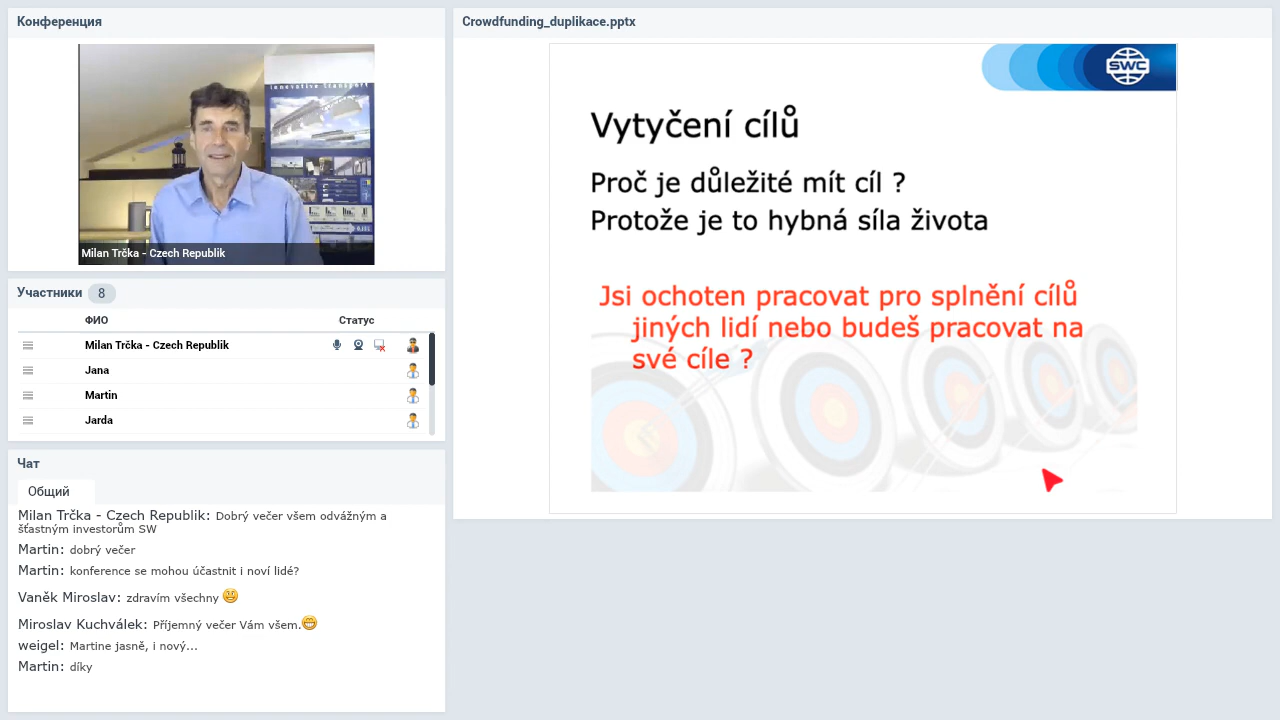 Конференция
innovative transport
Milan Trčka - Czech Republik
Участники 8
ФИО Статус
Milan Trčka - Czech Republik
Jana
Martin
Jarda
Чат
Общий
Milan Trčka - Czech Republik: Dobrý večer všem odvážným a
šťastným investorům SW
Martin: dobrý večer
Martin: konference se mohou účastnit i noví lidé?
Vaněk Miroslav: zdravím všechny
Miroslav Kuchválek: Příjemný večer Vám všem.
weigel: Martine jasně, i nový...
Martin: díky
Crowdfunding_duplikace.pptx
SWC
Vytyčení cílů
Proč je důležité mít cíl ?
Protože je to hybná síla života
Jsi ochoten pracovat pro splnění cílů
jiných lidí nebo budeš pracovat na
své cíle ?